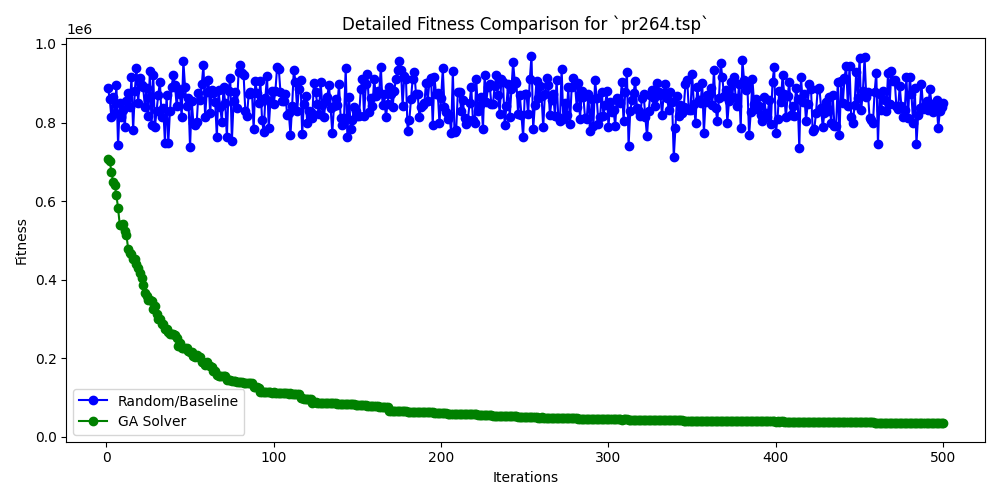 Detailed Fitness Comparison for `pr264.tsp`
1e6
1.0
0.8
0.6
0.4
0.2
0.0
Fitness
Random/Baseline
GA Solver
0 100 200 300 400 500
Iterations